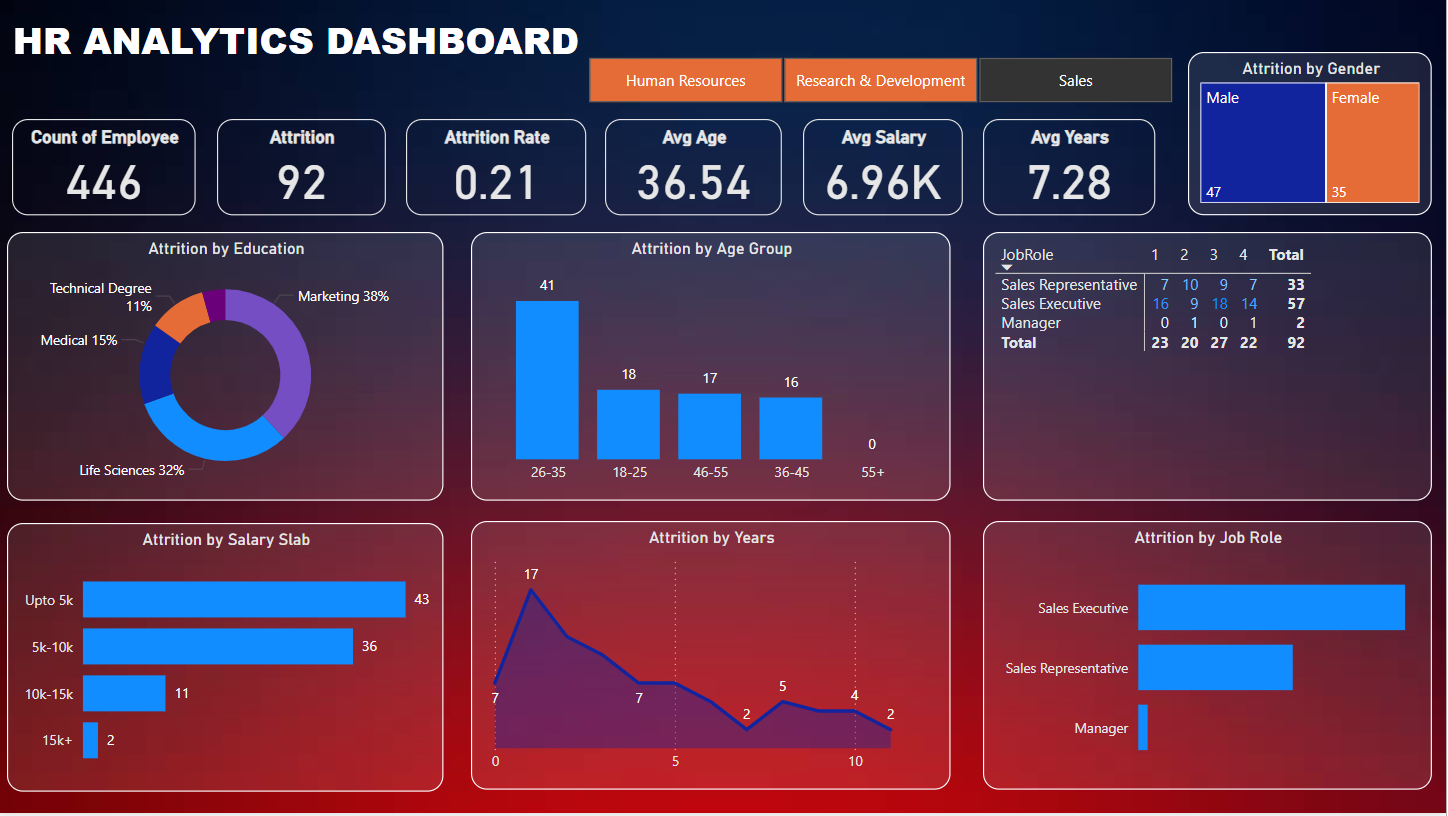 HR ANALYTICS DASHBOARD
Human Resources
Research & Development
Sales
Attrition by Gender
Male
Female
47
35
Count of Employee
446
Attrition
92
Attrition Rate
0.21
Avg Age
36.54
Avg Salary
6.96K
Avg Years
7.28
Attrition by Education
Technical Degree
11%
Marketing 38%
Medical 15%
Life Sciences 32%
Attrition by Age Group
41
18
17
16
0
26-35 18-25 46-55 36-45 55+
JobRole 1 2 3 4 Total
Sales Representative 7 10 9 7 33
Sales Executive 16 9 18 14 57
Manager 0 1 0 1 2
Total 23 20 27 22 92
Attrition by Salary Slab
Upto 5k 43
5k-10k 36
10k-15k 11
15k+ 2
Attrition by Years
17
7
7
2
5
4
2
0 5 10
Attrition by Job Role
Sales Executive
Sales Representative
Manager